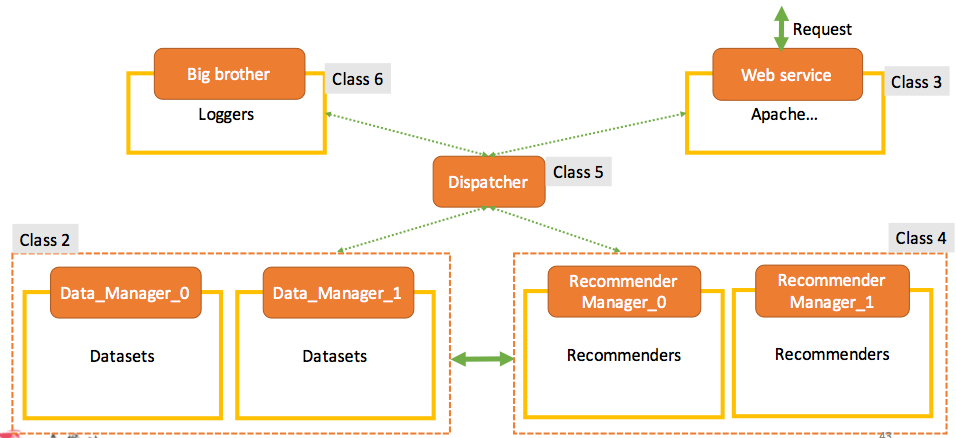 Request
Big brother
Class 6
Web service
Class 3
Loggers
Apache...
Dispatcher
Class 5
Class 2
Class 4
Data_Manager_0
Data_Manager_1
Recommender
Manager_0
Recommender
Manager_1
Datasets
Datasets
Recommenders
Recommenders